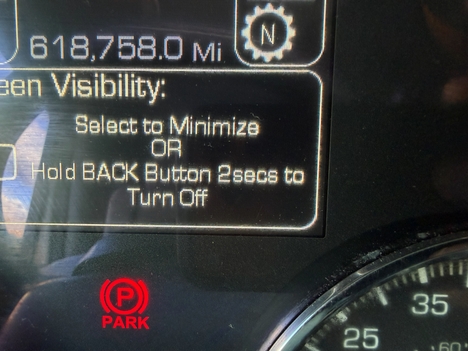 618,758.0 Mi
N
een Visibility:
Select to Minimize
OR
Hold BACK Button 2secs to
Turn Off
P
PARK
35
25
60